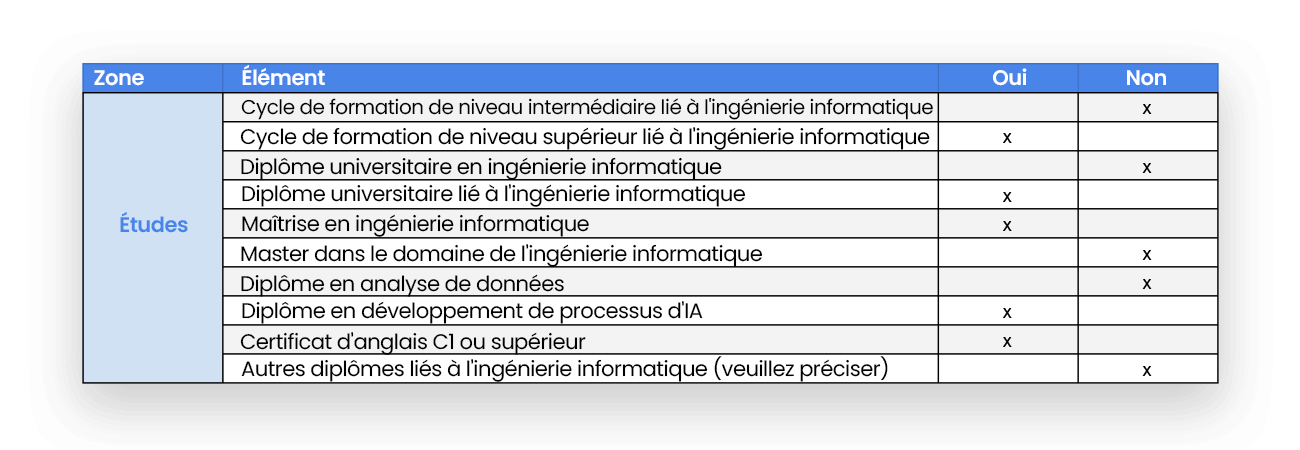 Zone Élément Oui Non
Cycle de formation de niveau intermédiaire lié à l'ingénierie informatique x
Cycle de formation de niveau supérieur lié à l'ingénierie informatique x
Diplôme universitaire en ingénierie informatique x
Diplôme universitaire lié à l'ingénierie informatique x
Études Maîtrise en ingénierie informatique x
Master dans le domaine de l'ingénierie informatique x
Diplôme en analyse de données x
Diplôme en développement de processus d'IA x
Certificat d'anglais C1 ou supérieur x
Autres diplômes liés à l'ingénierie informatique (veuillez préciser) x